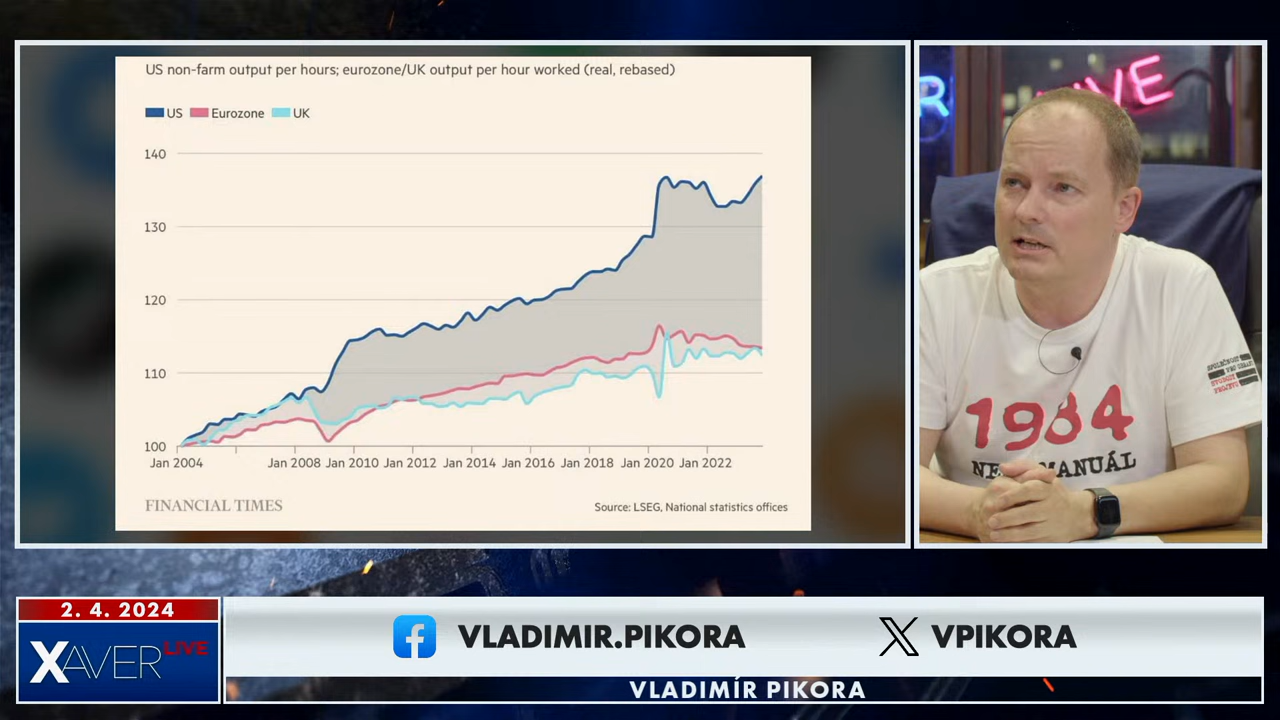 US non-farm output per hours; eurozone/UK output per hour worked (real, rebased)
US Eurozone UK
140
130
120
110
100
Jan 2004 Jan 2008 Jan 2010 Jan 2012 Jan 2014 Jan 2016 Jan 2018 Jan 2020 Jan 2022
FINANCIAL TIMES
Source: LSEG, National statistics offices
R
LIVE
1984
MANUÁL
2. 4. 2024
XAVER LIVE
VLADIMIR.PIKORA
VPIKORA
VLADIMÍR PIKORA